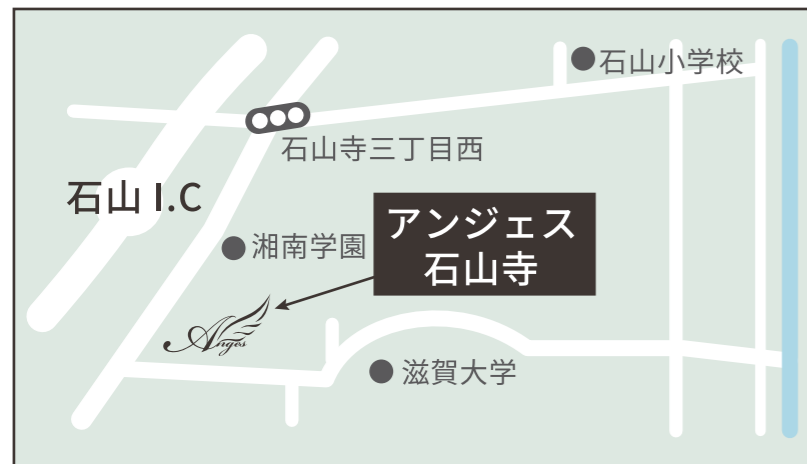 石山小学校
石山寺三丁目西
石山 I.C
アンジェス
石山寺
湘南学園
Anges
滋賀大学